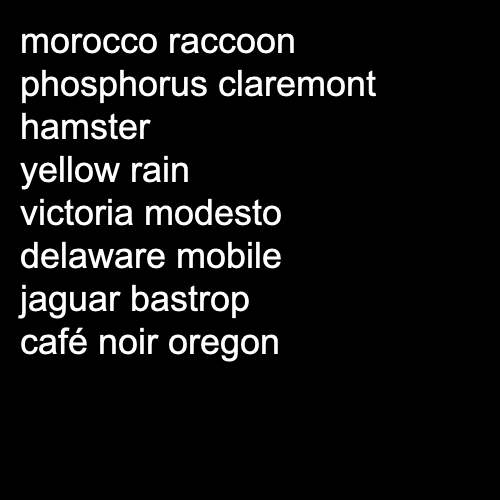 morocco raccoon
phosphorus claremont
hamster
yellow rain
victoria modesto
delaware mobile
jaguar bastrop
café noir oregon